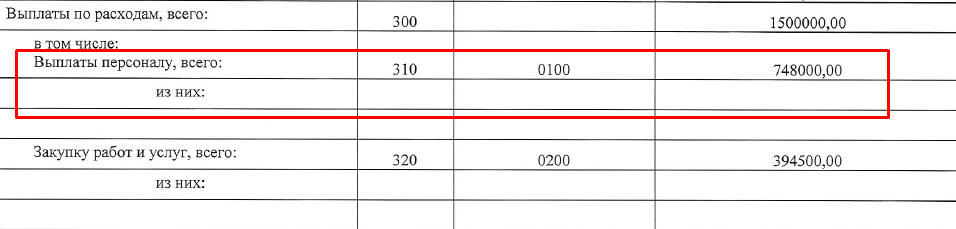 Выплаты по расходам, всего: 300 1500000,00
в том числе:
Выплаты персоналу, всего: 310 0100 748000,00
из них:
Закупку работ и услуг, всего: 320 0200 394500,00
из них: